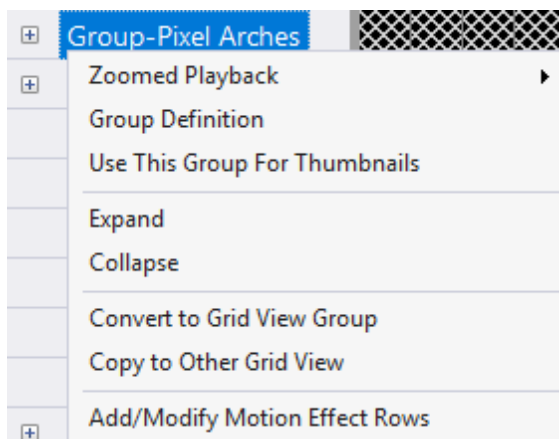 Group-Pixel Arches
Zoomed Playback
Group Definition
Use This Group For Thumbnails
Expand
Collapse
Convert to Grid View Group
Copy to Other Grid View
Add/Modify Motion Effect Rows